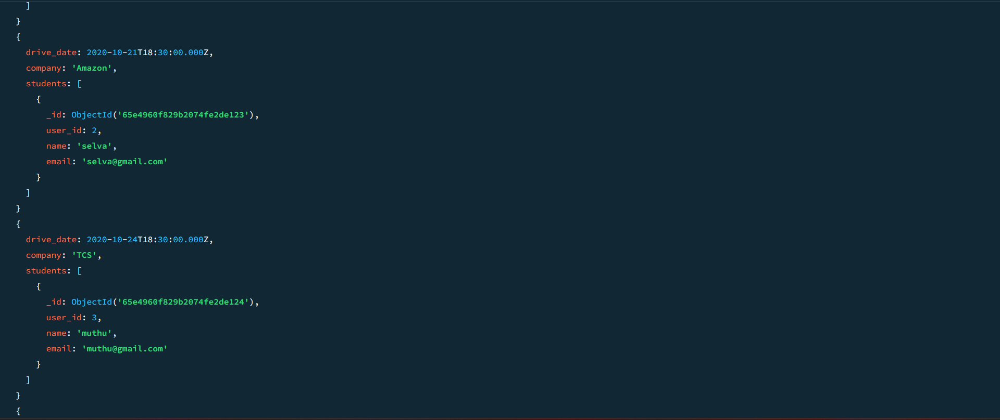 ]
}
{
drive_date: 2020-10-21T18:30:00.000Z,
company: 'Amazon',
students: [
{
_id: ObjectId('65e4960f829b2074fe2de123'),
user_id: 2,
name: 'selva',
email: 'selva@gmail.com'
}
]
}
{
drive_date: 2020-10-24T18:30:00.000Z,
company: 'TCS',
students: [
{
_id: ObjectId('65e4960f829b2074fe2de124'),
user_id: 3,
name: 'muthu',
email: 'muthu@gmail.com'
}
]
}
{